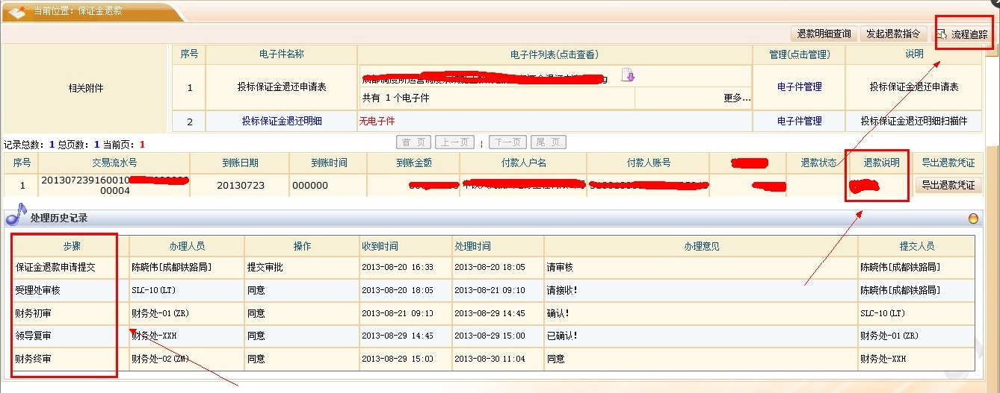 当前位置：保证金退款
退款明细查询 发起退款指令 流程追踪
相关附件
序号 电子件名称 电子件列表(点击查看) 管理(点击管理) 说明
1 投标保证金退还申请表 电子件管理 投标保证金退还申请表
共有 1个电子件 更多...
2 投标保证金退还明细 无电子件 电子件管理 投标保证金退还明细扫描件
记录总数：1 总页数：1 当前页：1 首 页 上一页 下一页 尾 页
序号 交易流水号 到账日期 到账时间 到账金额 付款人户名 付款人账号 退款状态 退款说明 导出退款凭证
1 201307239160010 20130723 000000 导出退款凭证
00004
处理历史记录
步骤 办理人员 操作 收到时间 处理时间 办理意见 提交人员
保证金退款申请提交 陈晓伟[成都铁路局] 提交审批 2013-08-20 16:38 2013-08-20 18:05 请审核 陈晓伟[成都铁路局]
受理处审核 SLC-10(LT) 同意 2013-08-20 18:05 2013-08-21 09:10 请接收！ 陈晓伟[成都铁路局]
财务初审 财务处-01(ZR) 同意 2013-08-21 09:10 2013-08-29 14:45 确认！ SLC-10(LT)
领导复审 财务处-XXH 同意 2013-08-29 14:45 2013-08-29 15:00 已确认！ 财务处-01(ZR)
财务终审 财务处-02(ZM) 同意 2013-08-29 15:00 2013-08-30 11:04 同意 财务处-XXH